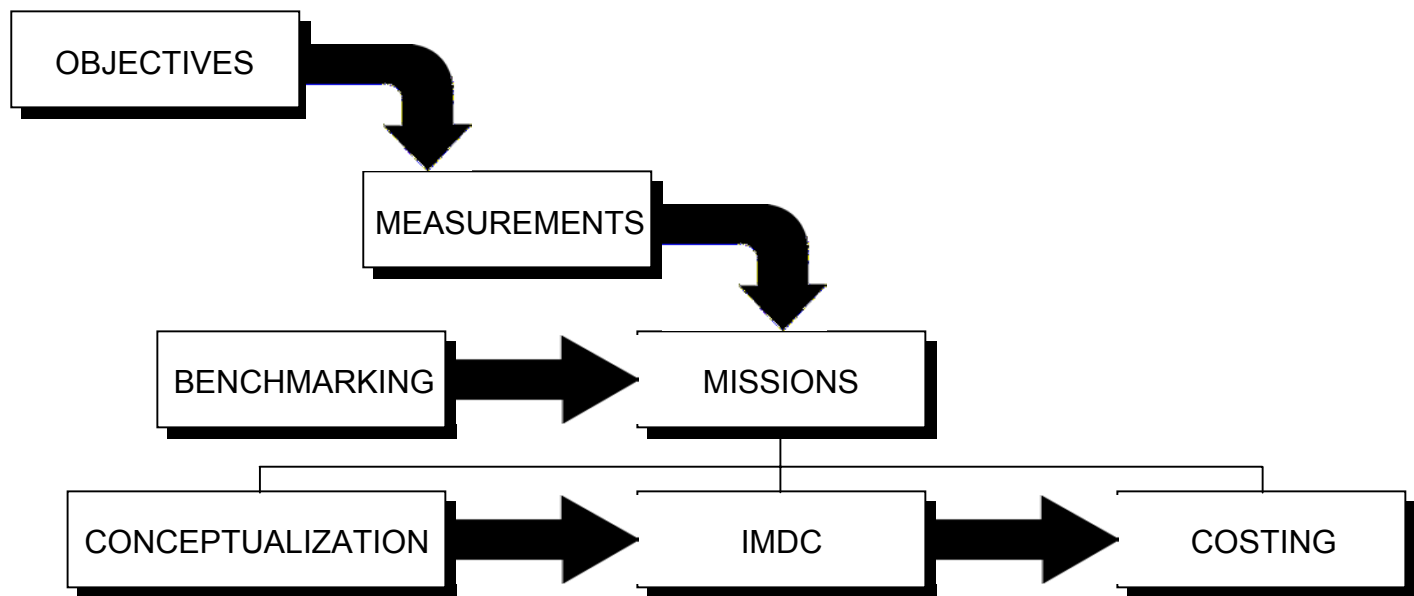 OBJECTIVES
MEASUREMENTS
BENCHMARKING
MISSIONS
CONCEPTUALIZATION
IMDC
COSTING